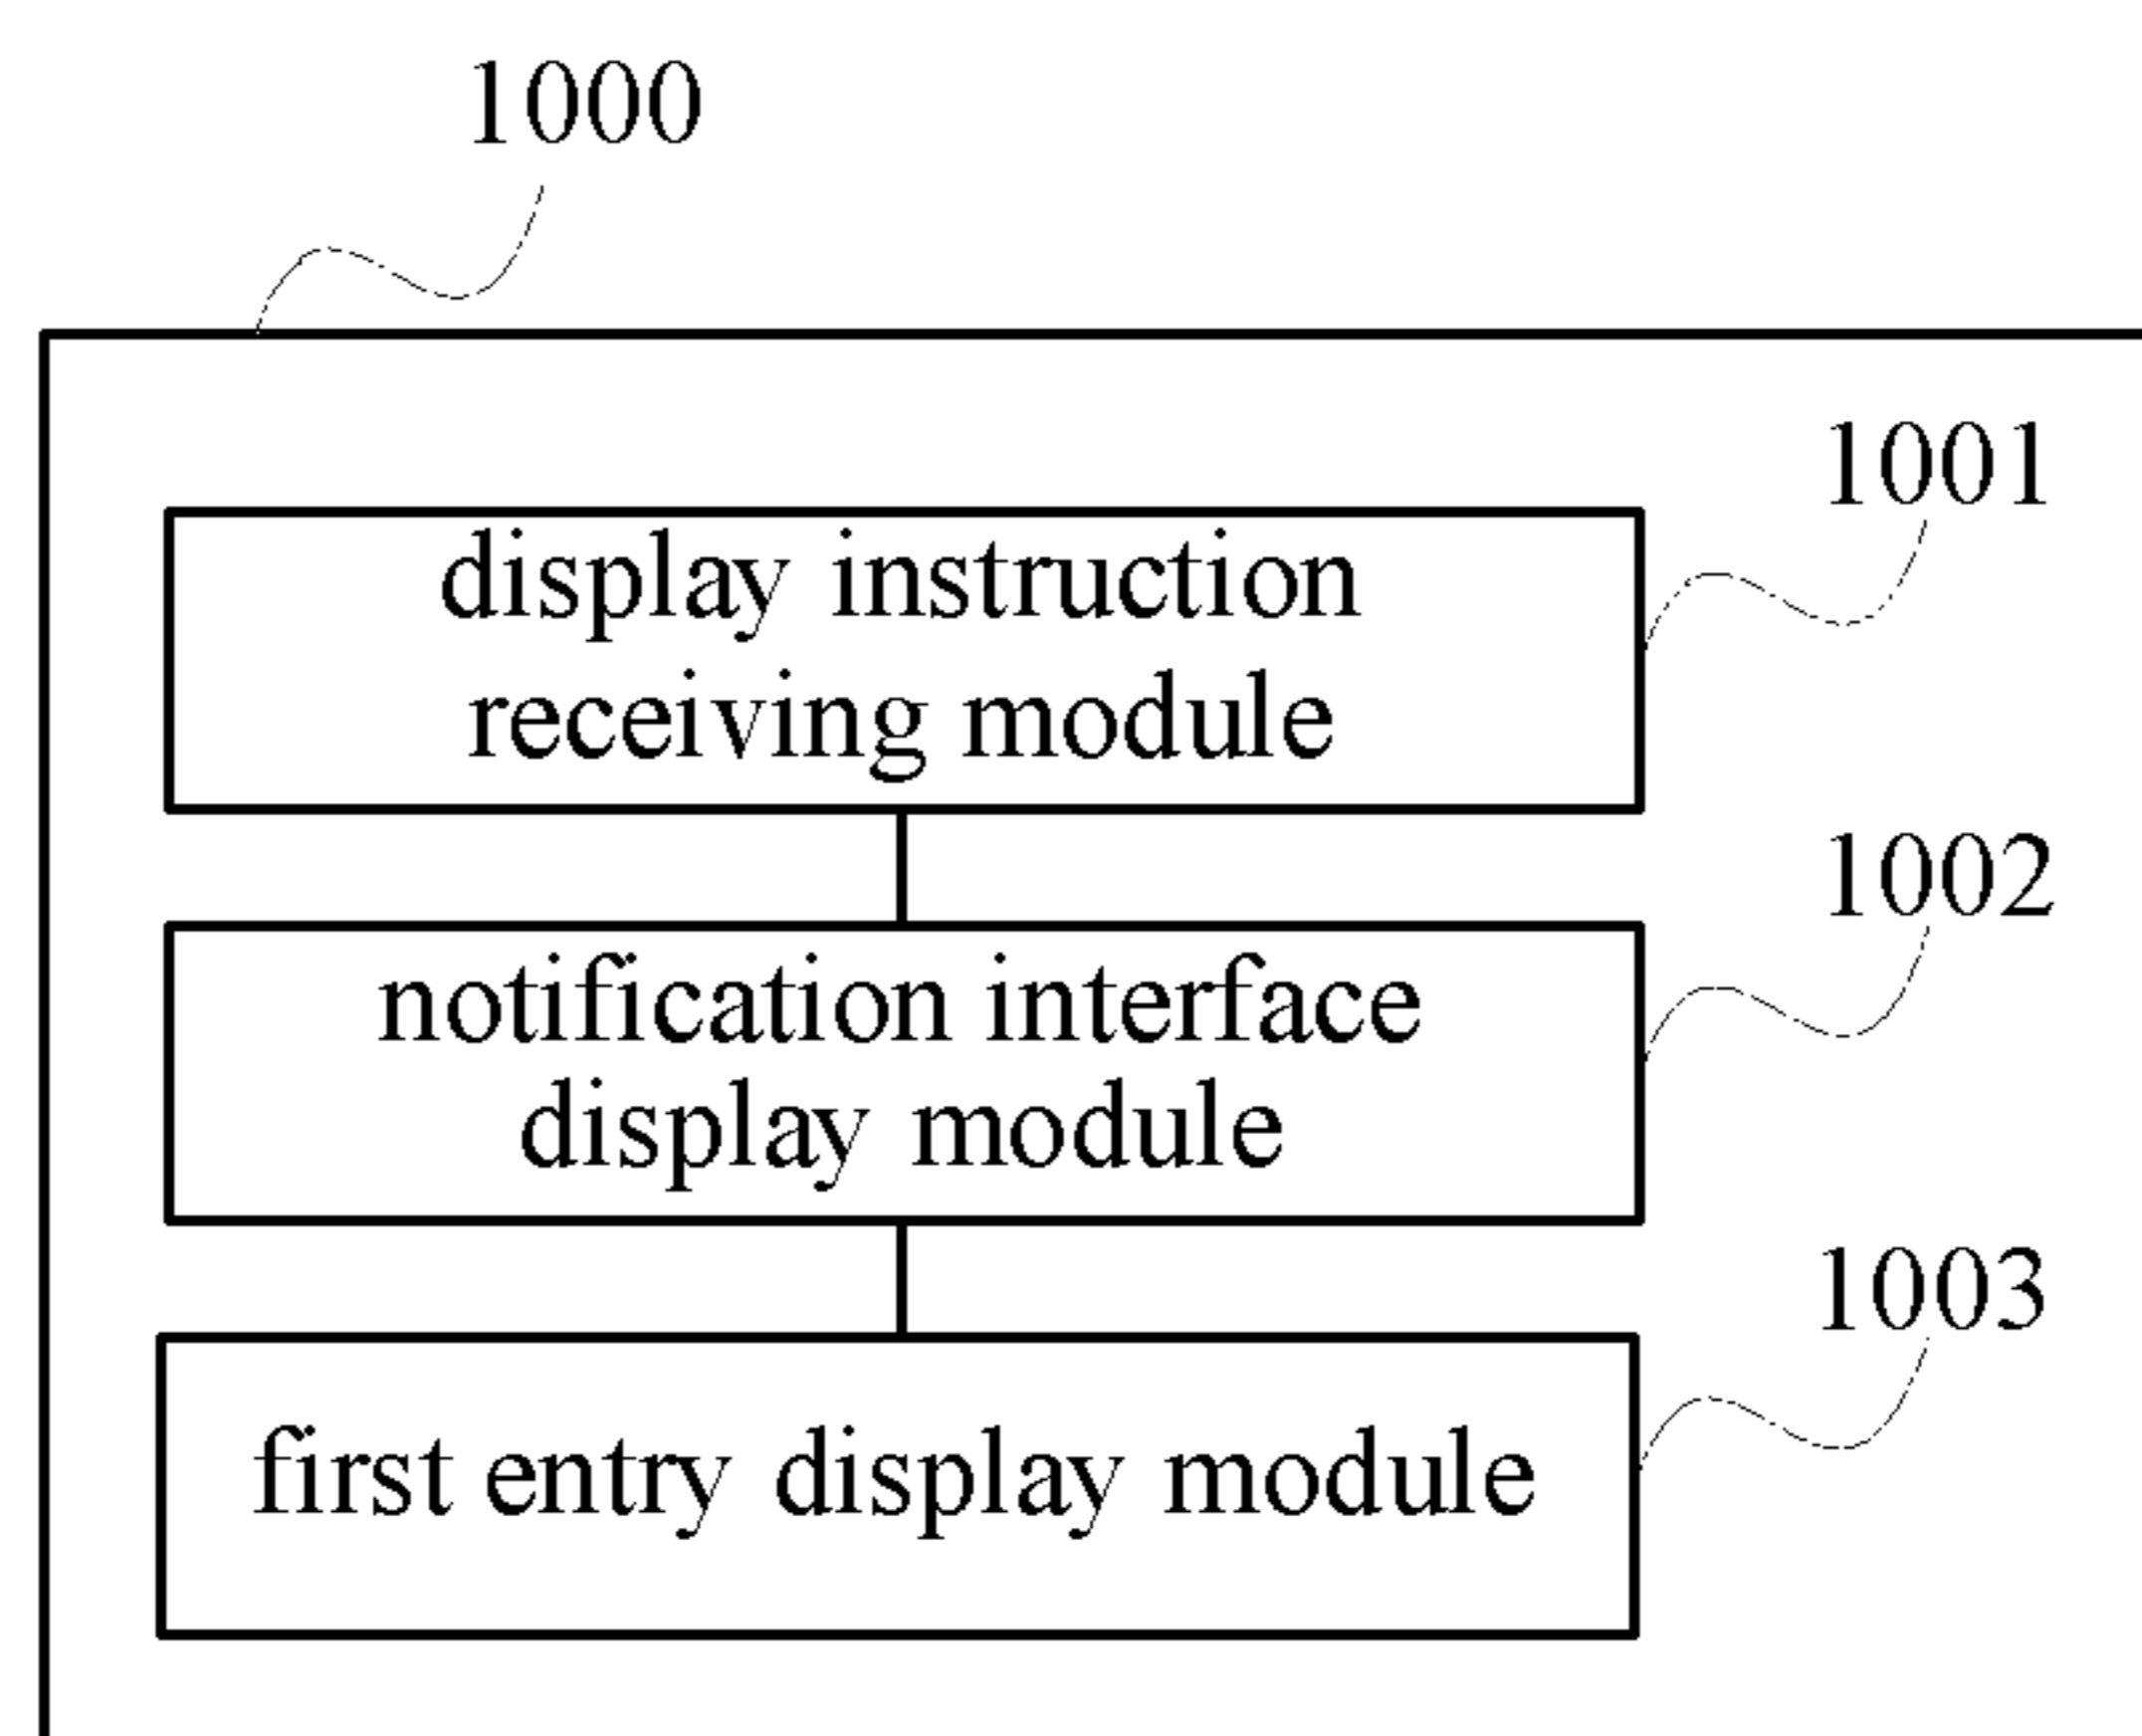 1000
1001
display instruction
receiving module
1002
notification interface
display module
1003
first entry display module